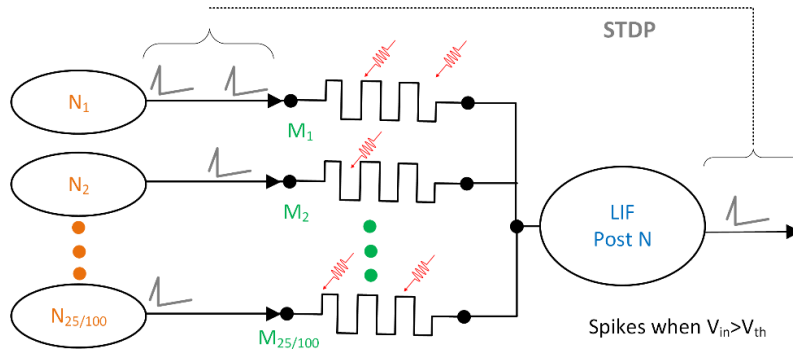 STDP
N1
M1
N2
M2
LIF
Post N
N25/100
M25/100
Spikes when Vin>Vth